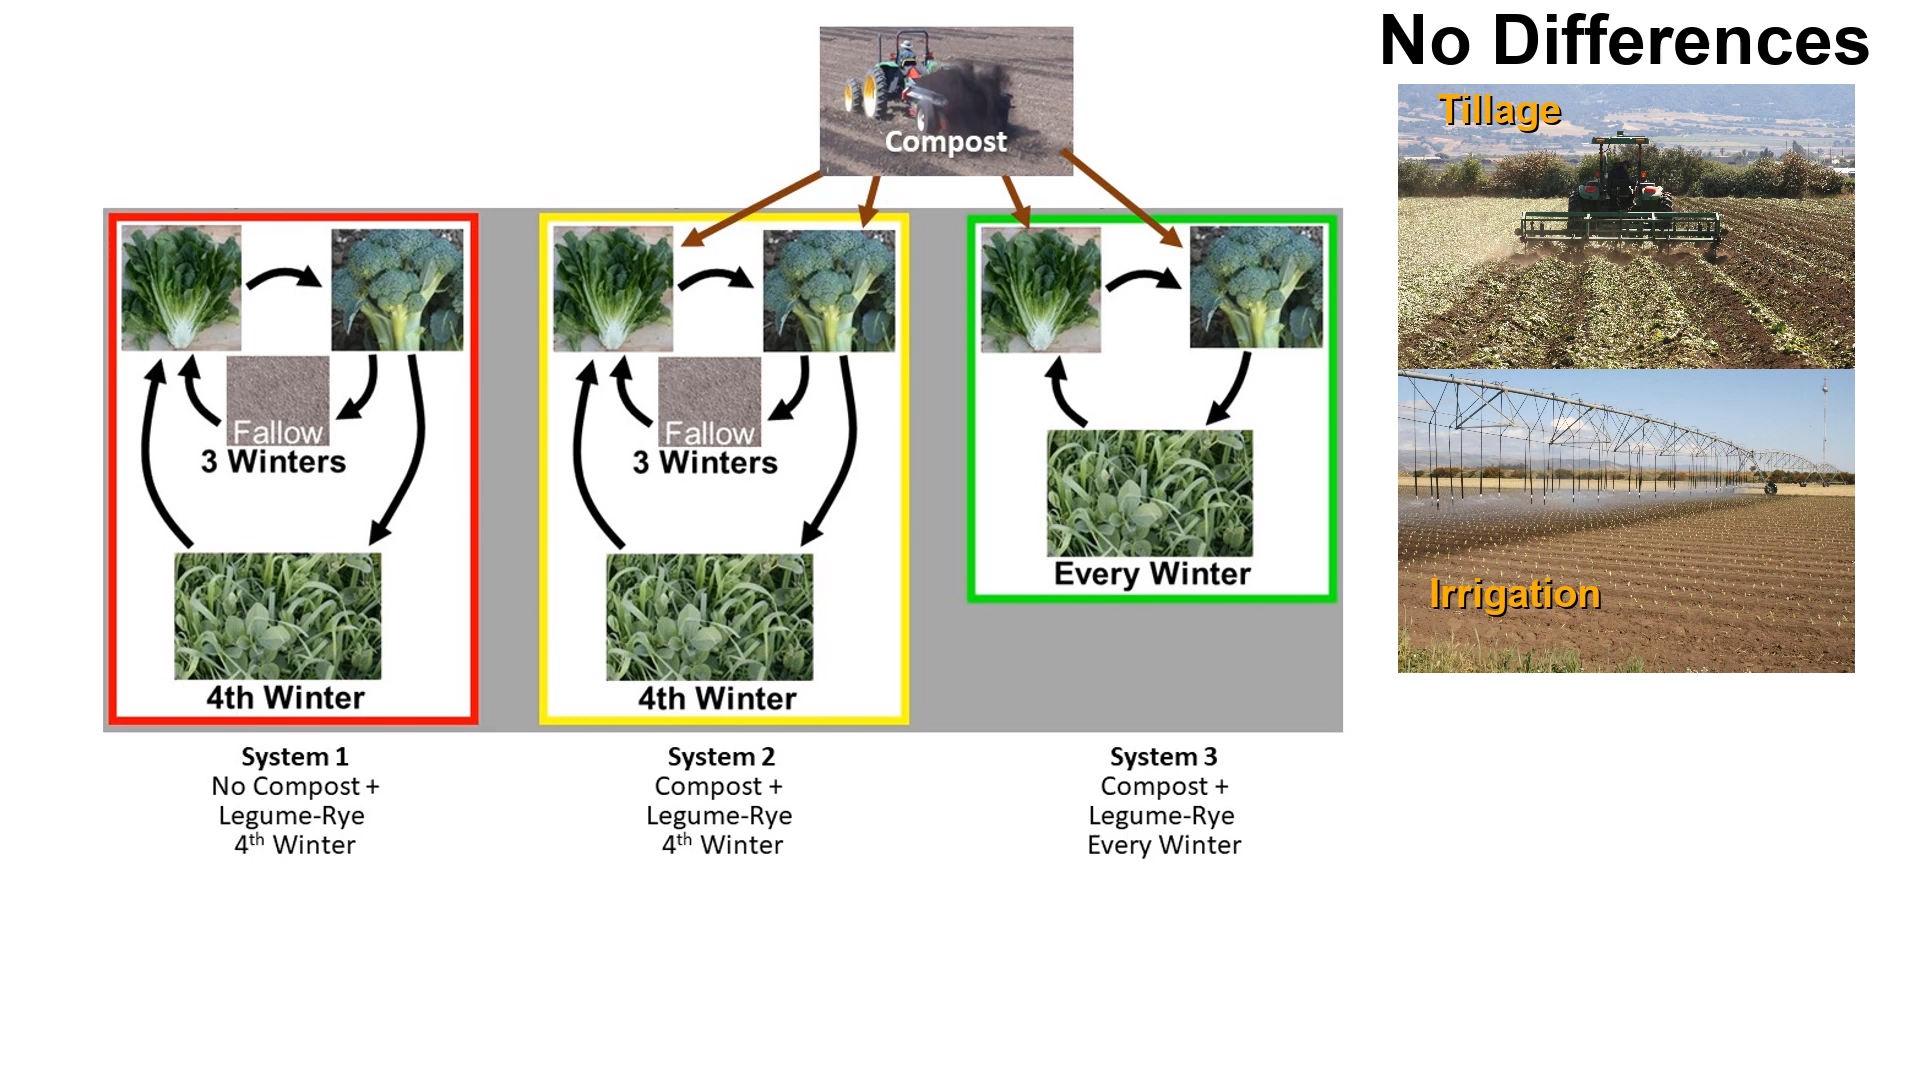 No Differences
Compost
Tillage
Fallow
3 Winters
4th Winter
Fallow
3 Winters
4th Winter
Every Winter
Irrigation
System 1
No Compost +
Legume-Rye
4th Winter
System 2
Compost +
Legume-Rye
4th Winter
System 3
Compost +
Legume-Rye
Every Winter